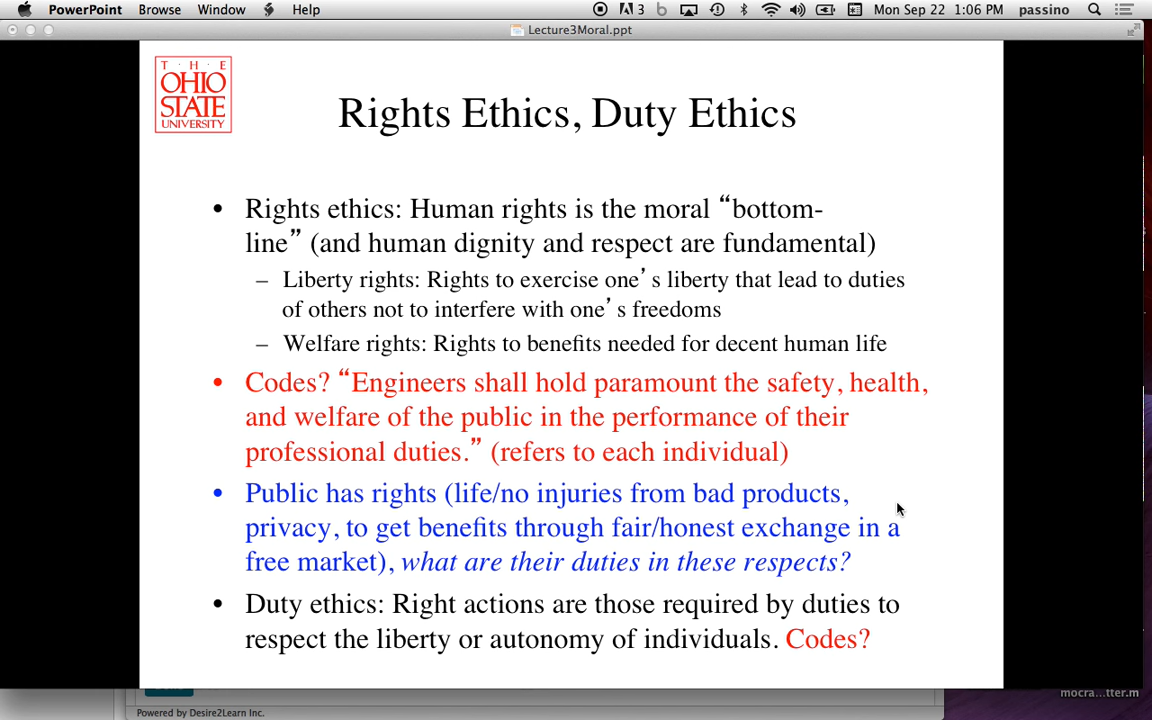 PowerPoint Browse Window Help 3 Mon Sep 22 1:06 PM passino
Lecture3Moral.ppt
T · H · E
OHIO
STATE
UNIVERSITY
Rights Ethics, Duty Ethics
• Rights ethics: Human rights is the moral “bottom-
line” (and human dignity and respect are fundamental)
– Liberty rights: Rights to exercise one’s liberty that lead to duties
of others not to interfere with one’s freedoms
– Welfare rights: Rights to benefits needed for decent human life
• Codes? “Engineers shall hold paramount the safety, health,
and welfare of the public in the performance of their
professional duties.” (refers to each individual)
• Public has rights (life/no injuries from bad products,
privacy, to get benefits through fair/honest exchange in a
free market), what are their duties in these respects?
• Duty ethics: Right actions are those required by duties to
respect the liberty or autonomy of individuals. Codes?
mocra...tter.m
Powered by Desire2Learn Inc.